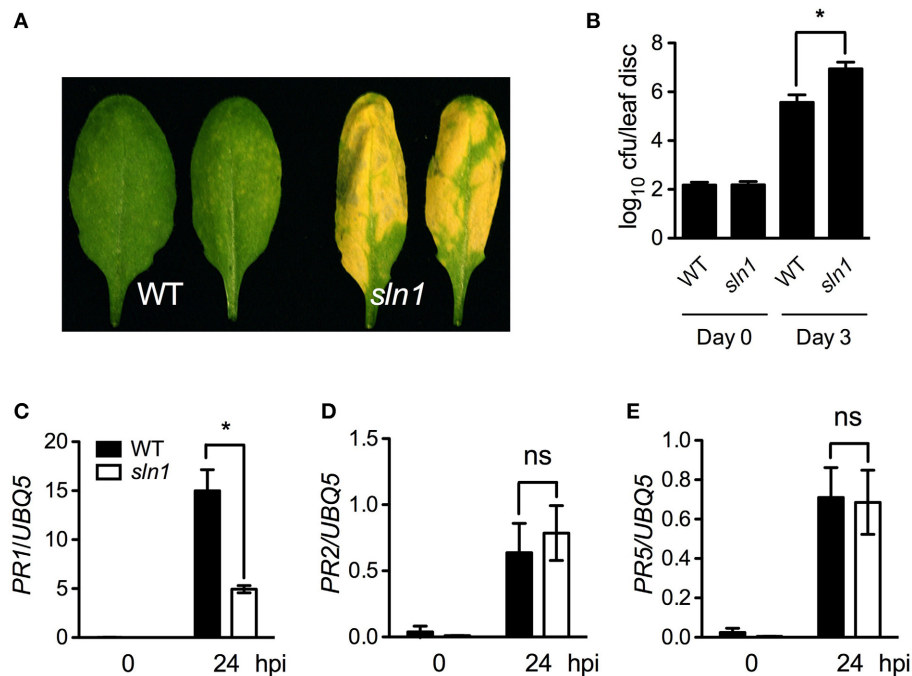 A
WT
sln1
B
log10 cfu/leaf disc
8
6
4
2
0
*
WT
sln1
WT
sln1
Day 0
Day 3
C
PR1/UBQ5
20
15
10
5
0
WT
sln1
*
0
24
hpi
D
PR2/UBQ5
1.5
1.0
0.5
0.0
ns
0
24
hpi
E
PR5/UBQ5
1.0
0.8
0.6
0.4
0.2
0.0
ns
0
24
hpi